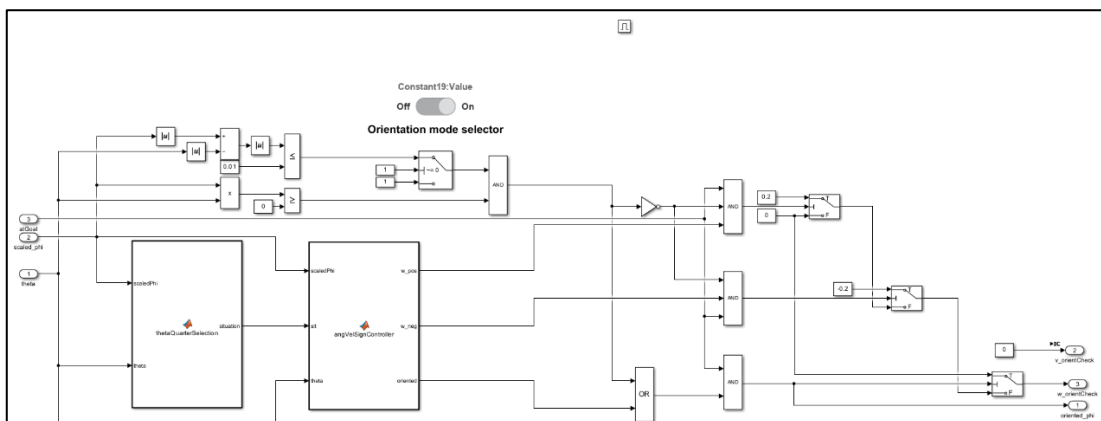 Constant19:Value
Off On
Orientation mode selector
|u|
|u|
+
−
|u|
0.01
<=
1
~= 0
1
AND
x
0
>=
3
atGoal
2
scaled_phi
1
theta
scaledPhi
theta
situation
thetaQuarterSelection
scaledPhi
sit
theta
w_pos
w_neg
oriented
angVelSignController
OR
AND
AND
AND
0.2
0
T
F
-0.2
T
F
0
IC
2
v_orientCheck
T
F
3
w_orientCheck
1
oriented_phi